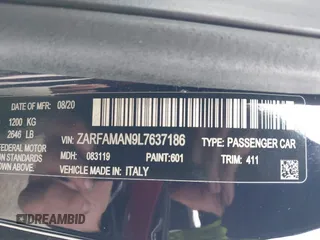 DATE OF MFR: 08/20
1200 KG
2646 LB
FEDERAL MOTOR
ON STANDARDS
OWN ABOVE.
VIN: ZARFAMAN9L7637186
TYPE: PASSENGER CAR
MDH: 083119
PAINT:601
TRIM: 411
VEHICLE MADE IN: ITALY
DREAMBID